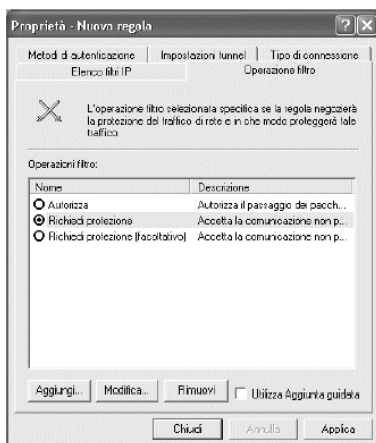 Proprietà - Nuova regola
Metodi di autenticazione
Impostazioni tunnel
Tipo di connessione
Elenco filtri IP
Operazione filtro
L'operazione filtro selezionata specifica se la regola negozierà
la protezione del traffico di rete e in che modo proteggerà tale
traffico.
Operazioni filtro:
Nome
Descrizione
Autorizza
Autorizza il passaggio dei pacch...
Richiedi protezione
Accetta la comunicazione non p...
Richiedi protezione (facoltativo)
Accetta la comunicazione non p...
Aggiungi...
Modifica...
Rimuovi
Utilizza Aggiunta guidata
Chiudi
Annulla
Applica